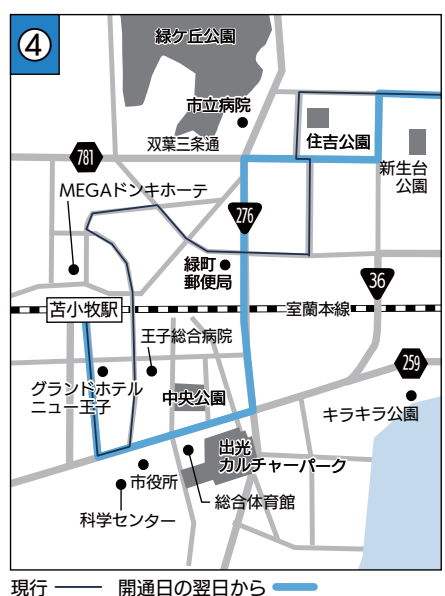 ④
緑ケ丘公園
市立病院
双葉三条通
住吉公園
781
新生台
公園
MEGAドンキホーテ
276
緑町
郵便局
36
苫小牧駅
室蘭本線
王子総合病院
259
グランドホテル
ニュー王子
中央公園
キラキラ公園
出光
カルチャーパーク
市役所
総合体育館
科学センター
現行
開通日の翌日から